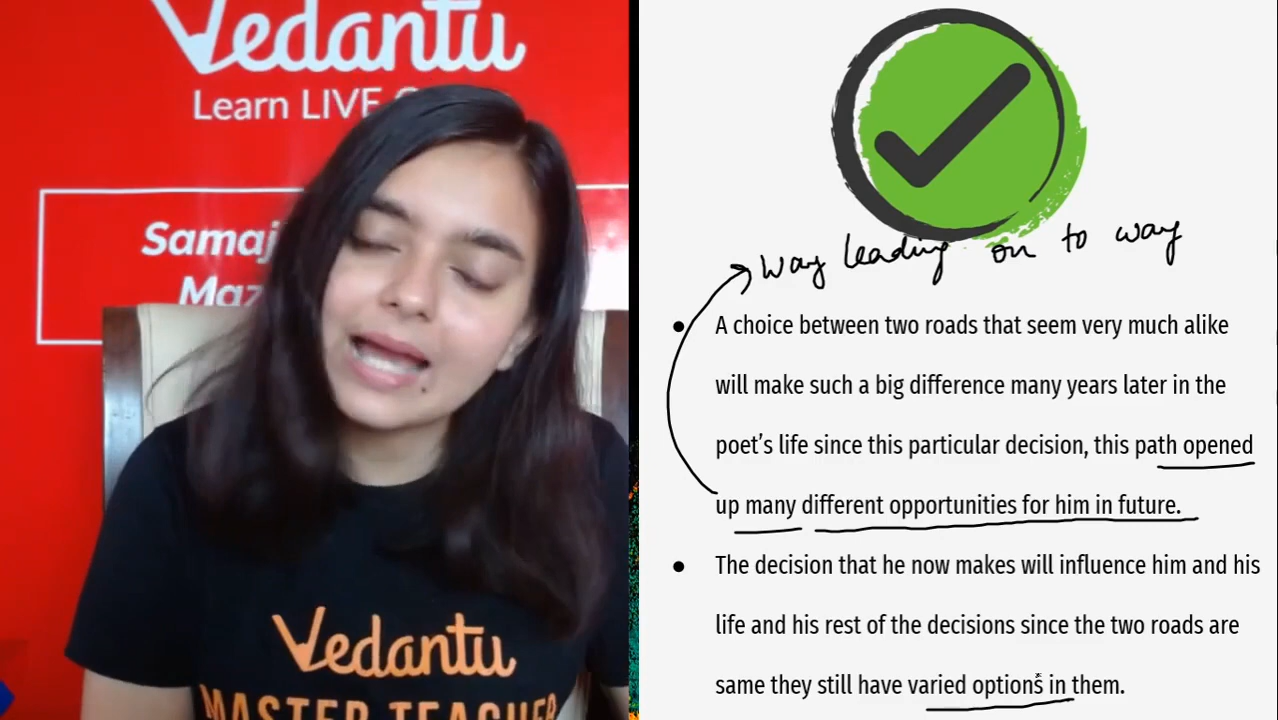 Vedantu
Learn LIVE
Samaj
Maz
Vedantu
MASTER TEACHER
Way leading on to way
A choice between two roads that seem very much alike
will make such a big difference many years later in the
poet's life since this particular decision, this path opened
up many different opportunities for him in future.
The decision that he now makes will influence him and his
life and his rest of the decisions since the two roads are
same they still have varied options in them.